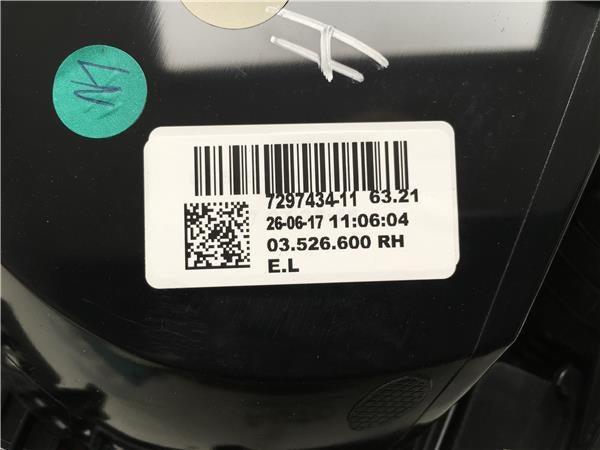 7297434-11 63.21
26-06-17 11:06:04
03.526.600 RH
E.L